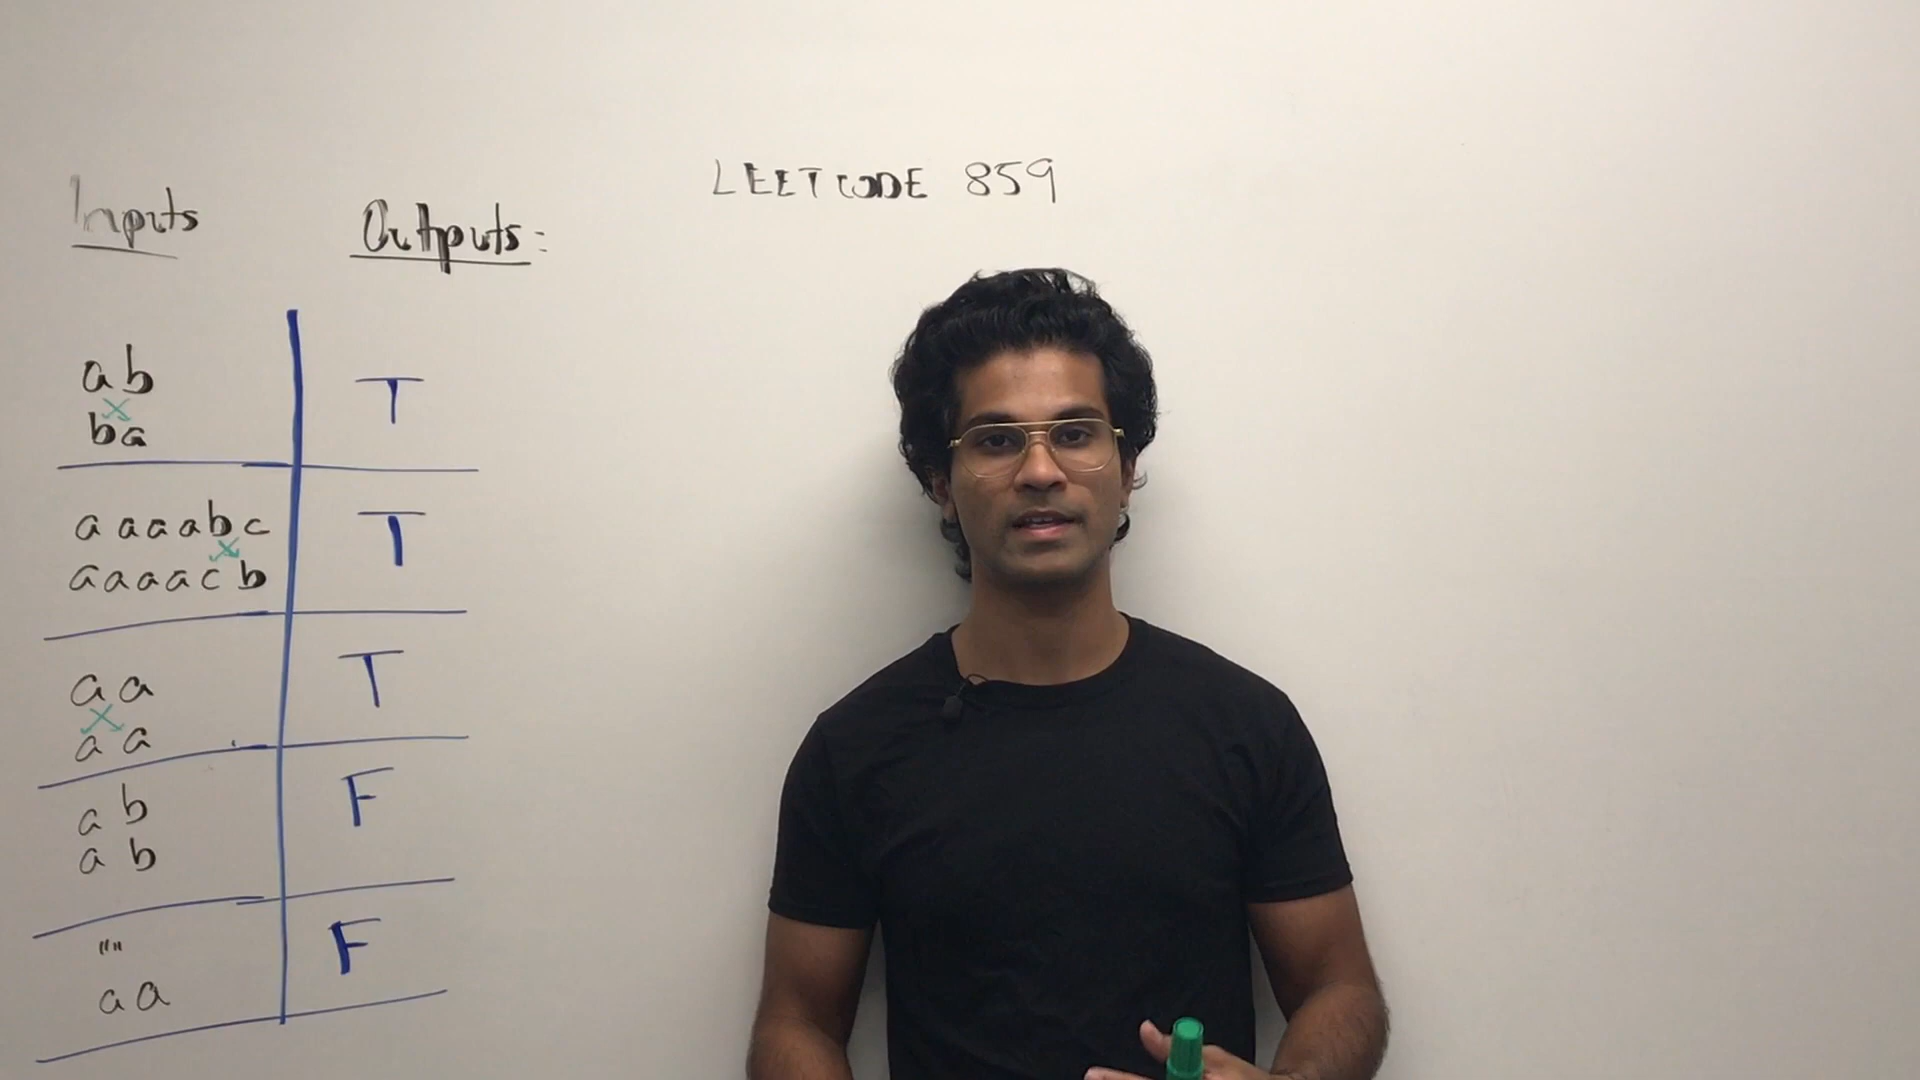 LEETCODE 859
Inputs Outputs:
ab T
ba
aaaabc T
aaaacb
aa T
aa
ab F
ab
"" F
aa